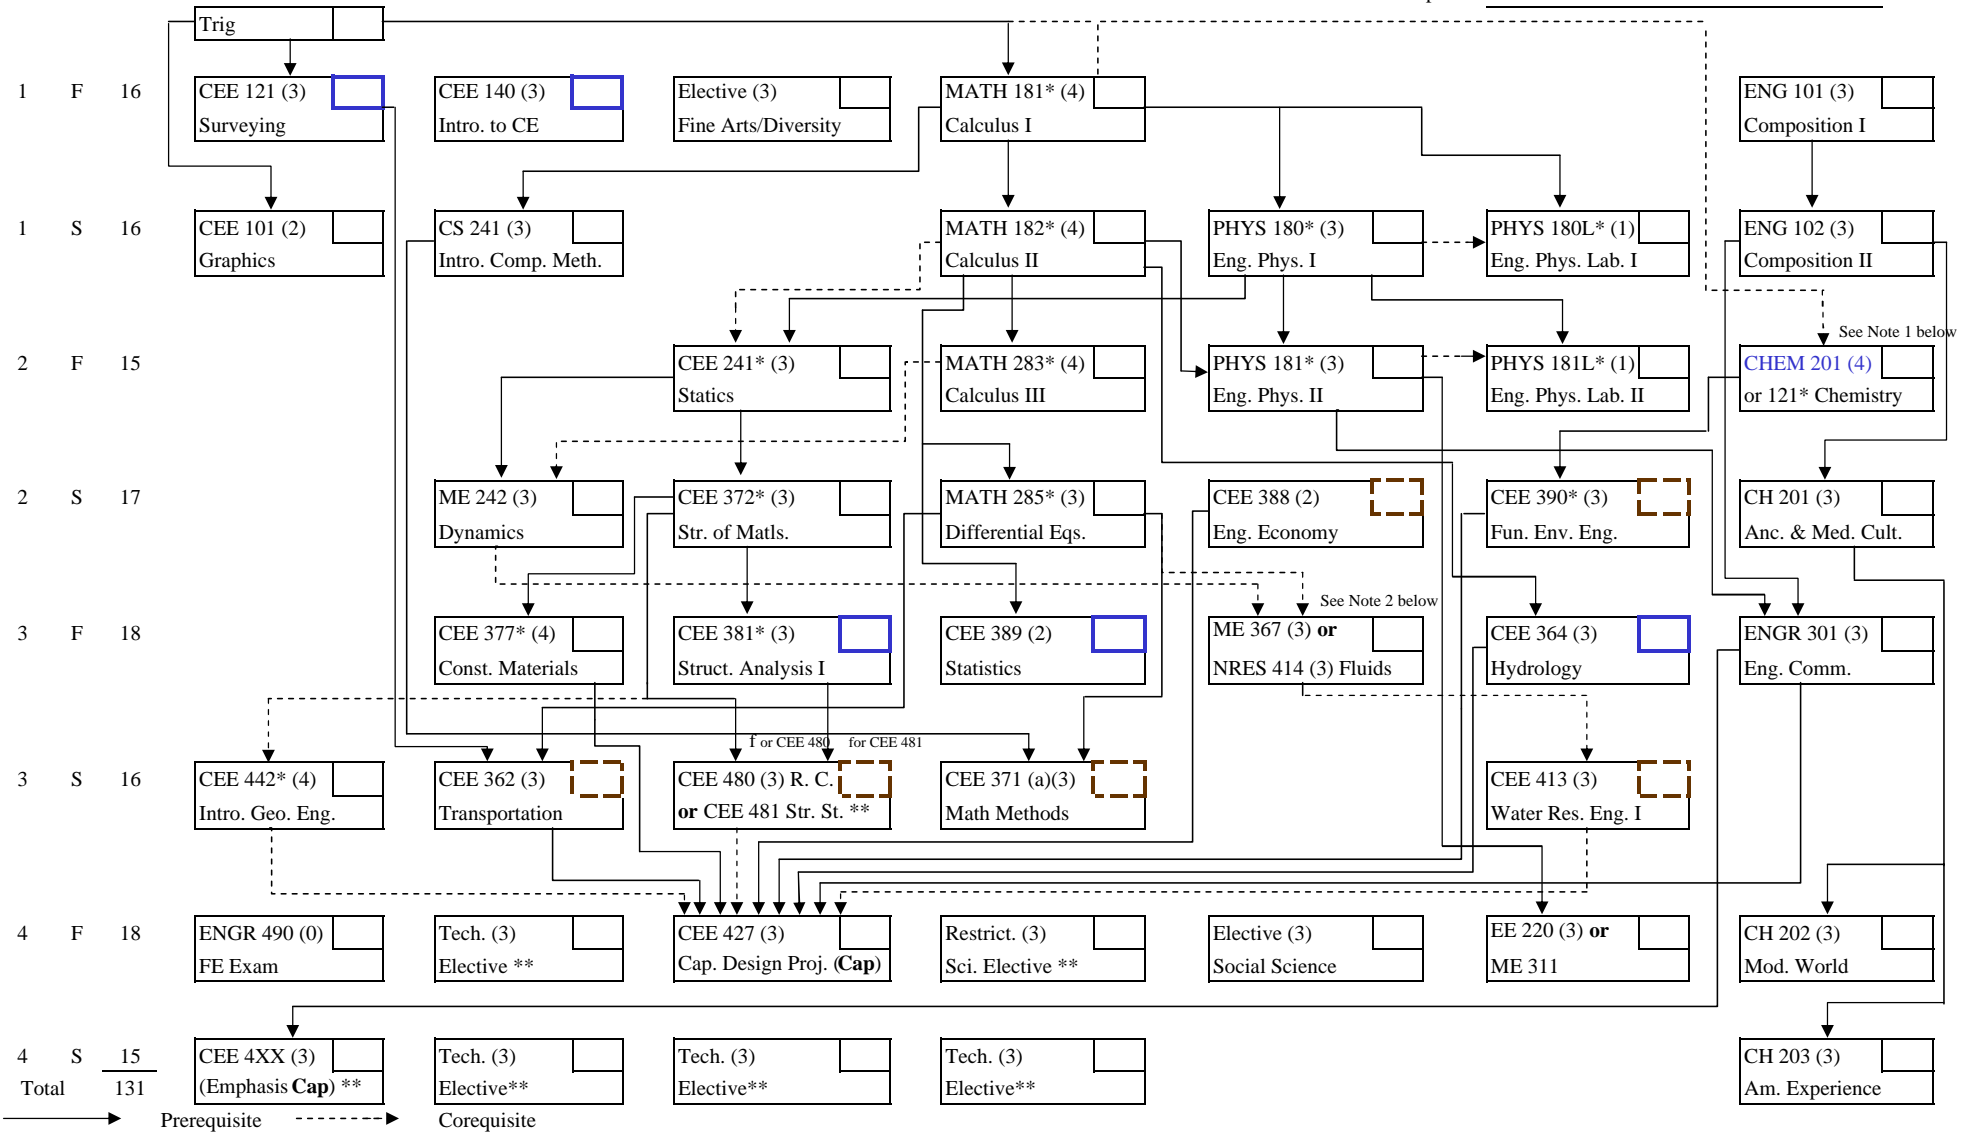 Trig
1 F 16
CEE 121 (3)
Surveying
CEE 140 (3)
Intro. to CE
Elective (3)
Fine Arts/Diversity
MATH 181* (4)
Calculus I
ENG 101 (3)
Composition I
1 S 16
CEE 101 (2)
Graphics
CS 241 (3)
Intro. Comp. Meth.
MATH 182* (4)
Calculus II
PHYS 180* (3)
Eng. Phys. I
PHYS 180L* (1)
Eng. Phys. Lab. I
ENG 102 (3)
Composition II
See Note 1 below
2 F 15
CEE 241* (3)
Statics
MATH 283* (4)
Calculus III
PHYS 181* (3)
Eng. Phys. II
PHYS 181L* (1)
Eng. Phys. Lab. II
CHEM 201 (4)
or 121* Chemistry
2 S 17
ME 242 (3)
Dynamics
CEE 372* (3)
Str. of Matls.
MATH 285* (3)
Differential Eqs.
CEE 388 (2)
Eng. Economy
CEE 390* (3)
Fun. Env. Eng.
CH 201 (3)
Anc. & Med. Cult.
See Note 2 below
3 F 18
CEE 377* (4)
Const. Materials
CEE 381* (3)
Struct. Analysis I
CEE 389 (2)
Statistics
ME 367 (3) or
NRES 414 (3) Fluids
CEE 364 (3)
Hydrology
ENGR 301 (3)
Eng. Comm.
f or CEE 480
for CEE 481
3 S 16
CEE 442* (4)
Intro. Geo. Eng.
CEE 362 (3)
Transportation
CEE 480 (3) R. C.
or CEE 481 Str. St. **
CEE 371 (a)(3)
Math Methods
CEE 413 (3)
Water Res. Eng. I
4 F 18
ENGR 490 (0)
FE Exam
Tech. (3)
Elective **
CEE 427 (3)
Cap. Design Proj. (Cap)
Restrict. (3)
Sci. Elective **
Elective (3)
Social Science
EE 220 (3) or
ME 311
CH 202 (3)
Mod. World
4 S 15
CEE 4XX (3)
(Emphasis Cap) **
Tech. (3)
Elective**
Tech. (3)
Elective**
Tech. (3)
Elective**
CH 203 (3)
Am. Experience
Total 131
Prerequisite
Corequisite